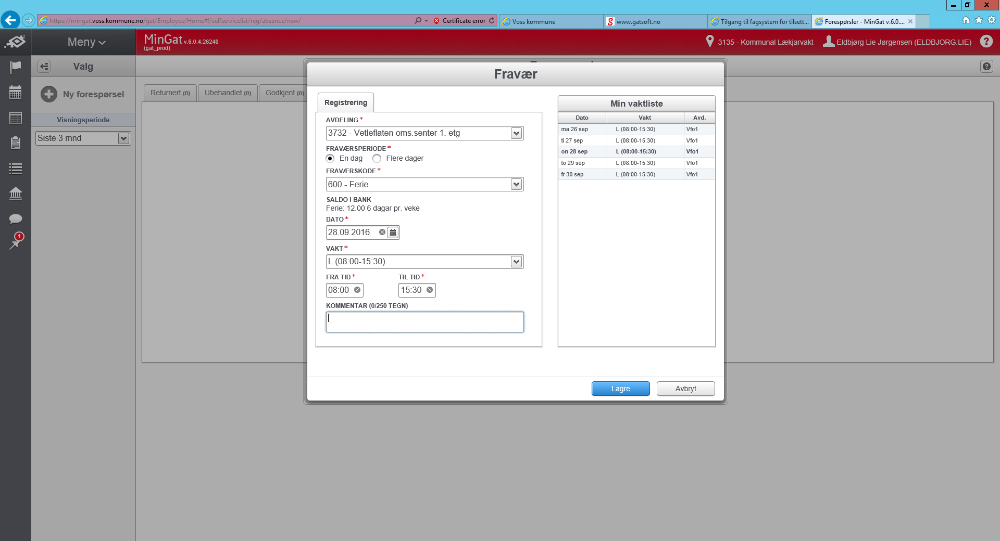 https://mingat.voss.kommune.no/gat/Employee/Home#!/selfservicelist/reg/absence/new/
Certificate error
Voss kommune
www.gatsoft.no
Tilgang til fagsystem for tilsett...
Forespørsler - MinGat v.6.0....
Meny
MinGat v.6.0.4.26240
(gat_prod)
3135 - Kommunal Lækjarvakt
Eldbjørg Lie Jørgensen (ELDBJORG.LIE)
Valg
Ny forespørsel
Visningsperiode
Siste 3 mnd
1
Returnert (0)
Ubehandlet (0)
Godkjent (0)
Fravær
Registrering
AVDELING *
3732 - Vetleflaten oms.senter 1. etg
FRAVÆRSPERIODE *
En dag
Flere dager
FRAVÆRSKODE *
600 - Ferie
SALDO I BANK
Ferie: 12.00 6 dagar pr. veke
DATO *
28.09.2016
VAKT *
L (08:00-15:30)
FRA TID *
TIL TID *
08:00
15:30
KOMMENTAR (0/250 TEGN)
Min vaktliste
Dato Vakt Avd.
ma 26 sep L (08:00-15:30) Vfo1
ti 27 sep L (08:00-15:30) Vfo1
on 28 sep L (08:00-15:30) Vfo1
to 29 sep L (08:00-15:30) Vfo1
fr 30 sep L (08:00-15:30) Vfo1
Lagre
Avbryt